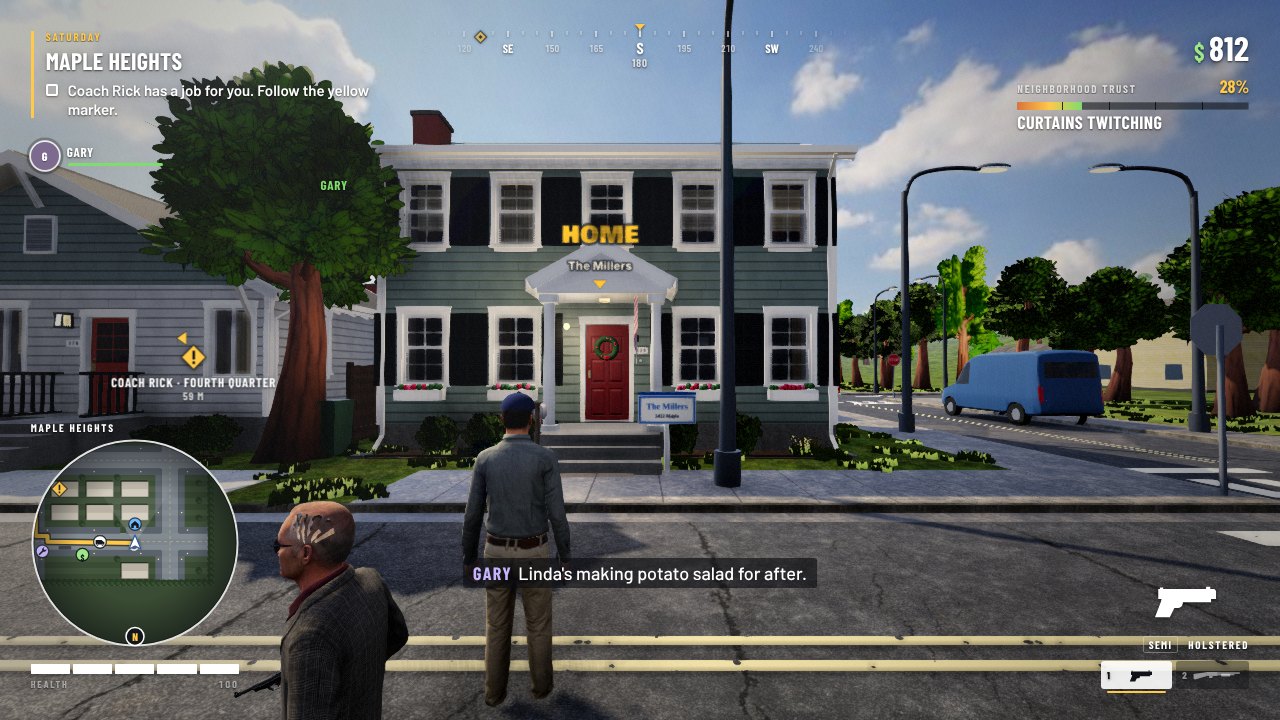 SATURDAY
MAPLE HEIGHTS
Coach Rick has a job for you. Follow the yellow
marker.
G
GARY
120
SE
150
165
S
195
210
SW
240
180
$812
NEIGHBORHOOD TRUST
28%
CURTAINS TWITCHING
GARY
HOME
The Millers
COACH RICK · FOURTH QUARTER
59 M
The Millers
MAPLE HEIGHTS
N
HEALTH
100
GARY Linda's making potato salad for after.
SEMI
HOLSTERED
1
2